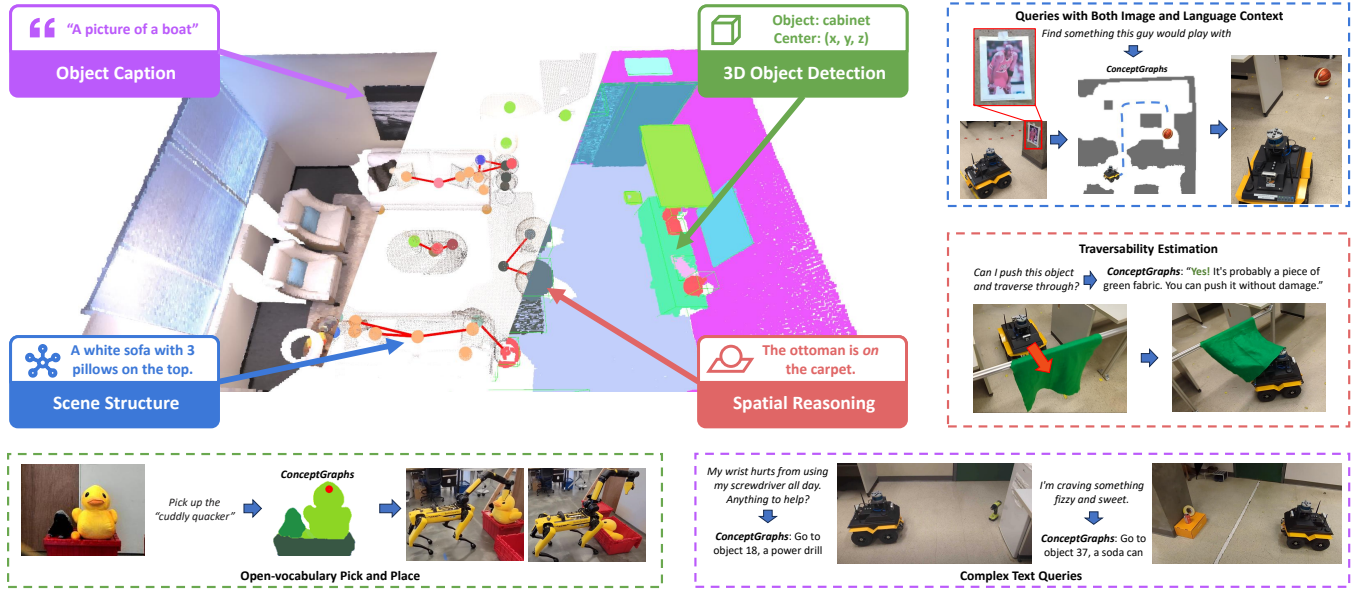 “A picture of a boat”
Object Caption
Object: cabinet
Center: (x, y, z)
3D Object Detection
A white sofa with 3
pillows on the top.
Scene Structure
The ottoman is on
the carpet.
Spatial Reasoning
Queries with Both Image and Language Context
Find something this guy would play with
ConceptGraphs
Traversability Estimation
Can I push this object
and traverse through?
ConceptGraphs: “Yes! It's probably a piece of
green fabric. You can push it without damage.”
Pick up the
“cuddly quacker”
ConceptGraphs
Open-vocabulary Pick and Place
My wrist hurts from using
my screwdriver all day.
Anything to help?
ConceptGraphs: Go to
object 18, a power drill
I'm craving something
fizzy and sweet.
ConceptGraphs: Go to
object 37, a soda can
Complex Text Queries